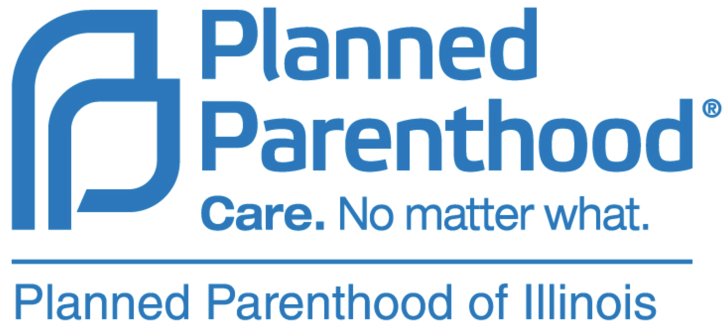 Planned
Parenthood®
Care. No matter what.
Planned Parenthood of Illinois